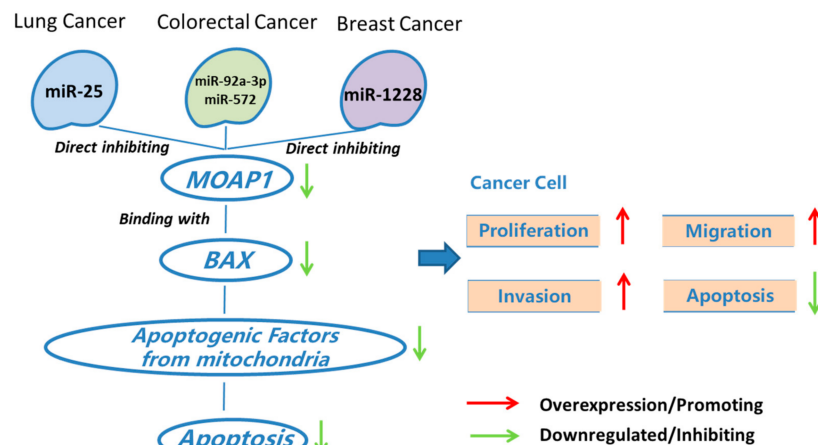 Lung Cancer
Colorectal Cancer
Breast Cancer
miR-25
miR-92a-3p
miR-572
miR-1228
Direct inhibiting
Direct inhibiting
MOAP1
Binding with
BAX
Apoptogenic Factors
from mitochondria
Apoptosis
Cancer Cell
Proliferation
Migration
Invasion
Apoptosis
Overexpression/Promoting
Downregulated/Inhibiting